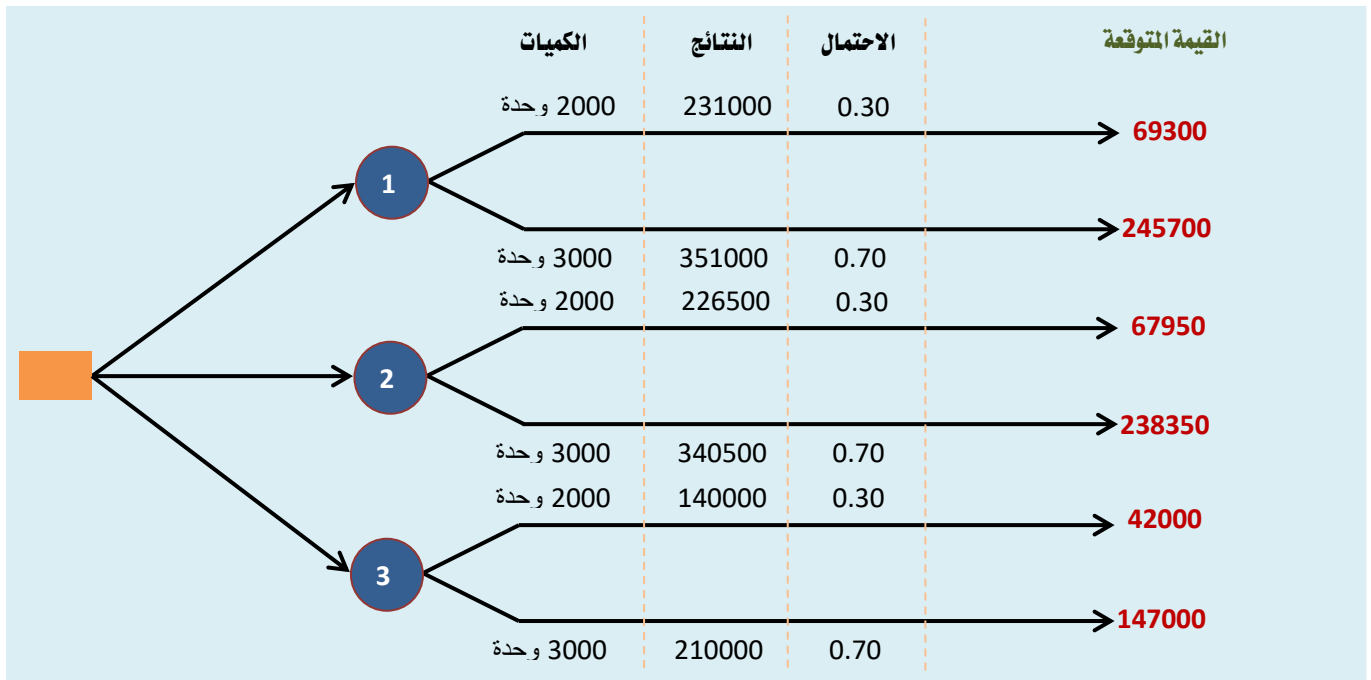 القيمة المتوقعة الاحتمال النتائج الكميات
2000 وحدة 231000 0.30
69300
1
245700
3000 وحدة 351000 0.70
2000 وحدة 226500 0.30
67950
2
238350
3000 وحدة 340500 0.70
2000 وحدة 140000 0.30
42000
3
147000
3000 وحدة 210000 0.70